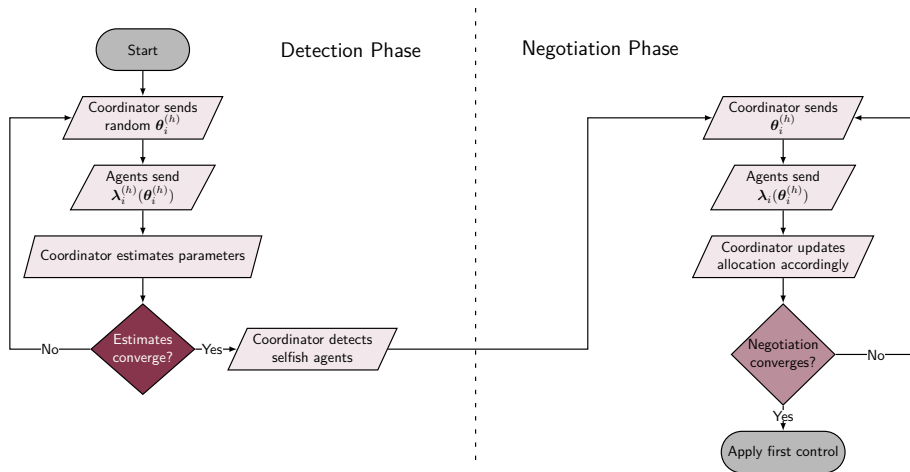 Detection Phase
Start
Coordinator sends
random θ_i^(h)
Agents send
λ_i^(h)(θ_i^(h))
Coordinator estimates parameters
Estimates
converge?
No
Yes
Coordinator detects
selfish agents
Negotiation Phase
Coordinator sends
θ_i^(h)
Agents send
λ_i(θ_i^(h))
Coordinator updates
allocation accordingly
Negotiation
converges?
No
Yes
Apply first control